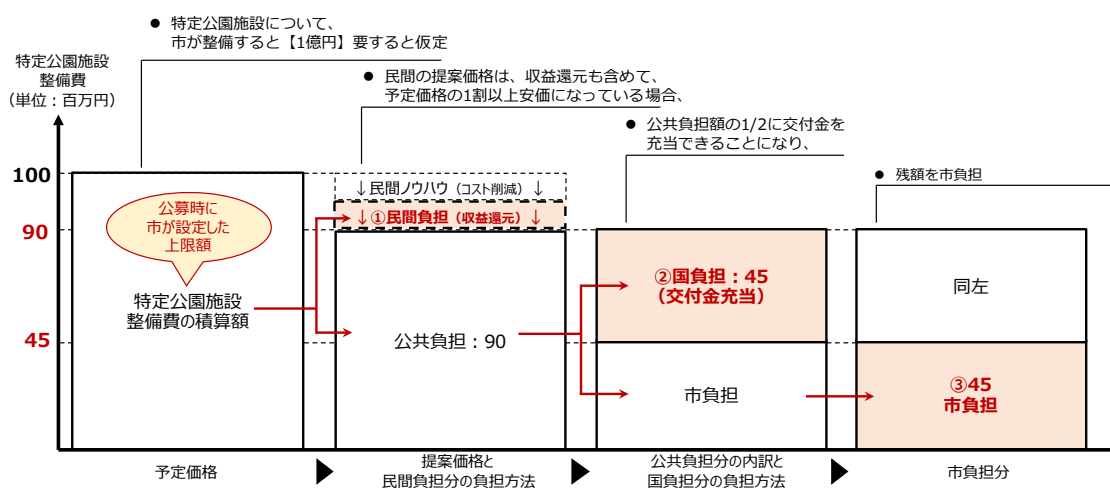 ● 特定公園施設について、
市が整備すると【1億円】要すると仮定
特定公園施設
整備費
（単位：百万円）
● 民間の提案価格は、収益還元も含めて、
予定価格の1割以上安価になっている場合、
● 公共負担額の1/2に交付金を
充当できることになり、
● 残額を市負担
100
90
45
公募時に
市が設定した
上限額
特定公園施設
整備費の積算額
↓民間ノウハウ（コスト削減）↓
↓①民間負担（収益還元）↓
公共負担：90
②国負担：45
（交付金充当）
市負担
同左
③45
市負担
予定価格
提案価格と
民間負担分の負担方法
公共負担分の内訳と
国負担分の負担方法
市負担分